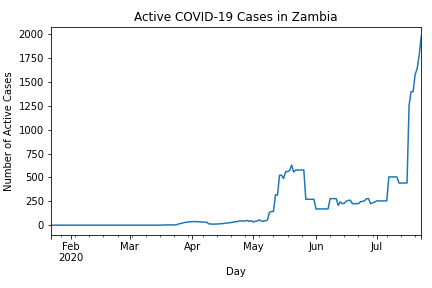 Active COVID-19 Cases in Zambia
Number of Active Cases
2000
1750
1500
1250
1000
750
500
250
0
Feb Mar Apr May Jun Jul
2020
Day